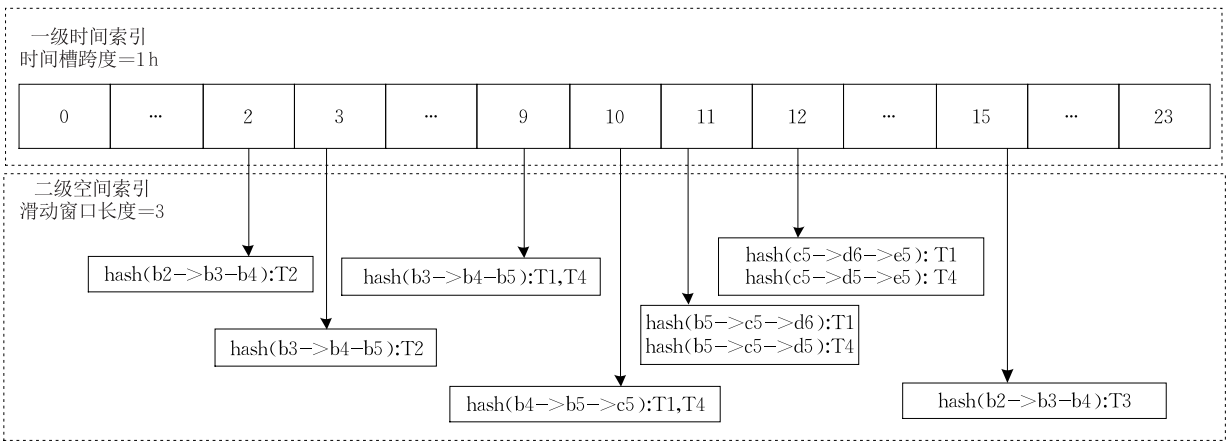 一级时间索引
时间槽跨度=1h
0 … 2 3 … 9 10 11 12 … 15 … 23
二级空间索引
滑动窗口长度=3
hash(b2->b3-b4):T2
hash(b3->b4-b5):T1,T4
hash(c5->d6->e5): T1
hash(c5->d5->e5): T4
hash(b3->b4-b5):T2
hash(b5->c5->d6):T1
hash(b5->c5->d5):T4
hash(b4->b5->c5):T1,T4
hash(b2->b3-b4):T3